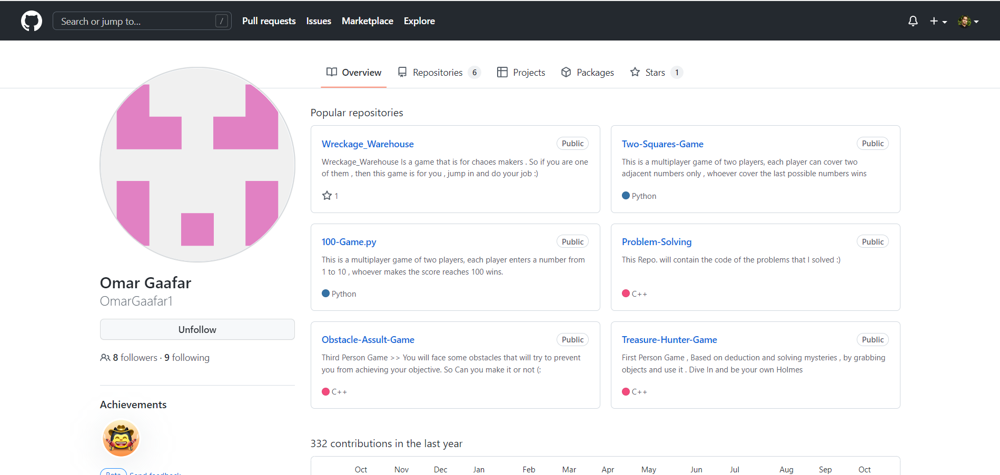 Search or jump to... /
Pull requests
Issues
Marketplace
Explore
Overview
Repositories 6
Projects
Packages
Stars 1
Omar Gaafar
OmarGaafar1
Unfollow
8 followers · 9 following
Achievements
Beta Send feedback
Popular repositories
Wreckage_Warehouse Public
Wreckage_Warehouse Is a game that is for chaoes makers . So if you are one
of them , then this game is for you , jump in and do your job :)
1
Two-Squares-Game Public
This is a multiplayer game of two players, each player can cover two
adjacent numbers only , whoever cover the last possible numbers wins
Python
100-Game.py Public
This is a multiplayer game of two players, each player enters a number from
1 to 10 , whoever makes the score reaches 100 wins.
Python
Problem-Solving Public
This Repo. will contain the code of the problems that I solved :)
C++
Obstacle-Assult-Game Public
Third Person Game >> You will face some obstacles that will try to prevent
you from achieving your objective. So Can you make it or not (:
C++
Treasure-Hunter-Game Public
First Person Game , Based on deduction and solving mysteries , by grabbing
objects and use it . Dive In and be your own Holmes
C++
332 contributions in the last year
Oct Nov Dec Jan Feb Mar Apr May Jun Jul Aug Sep Oct